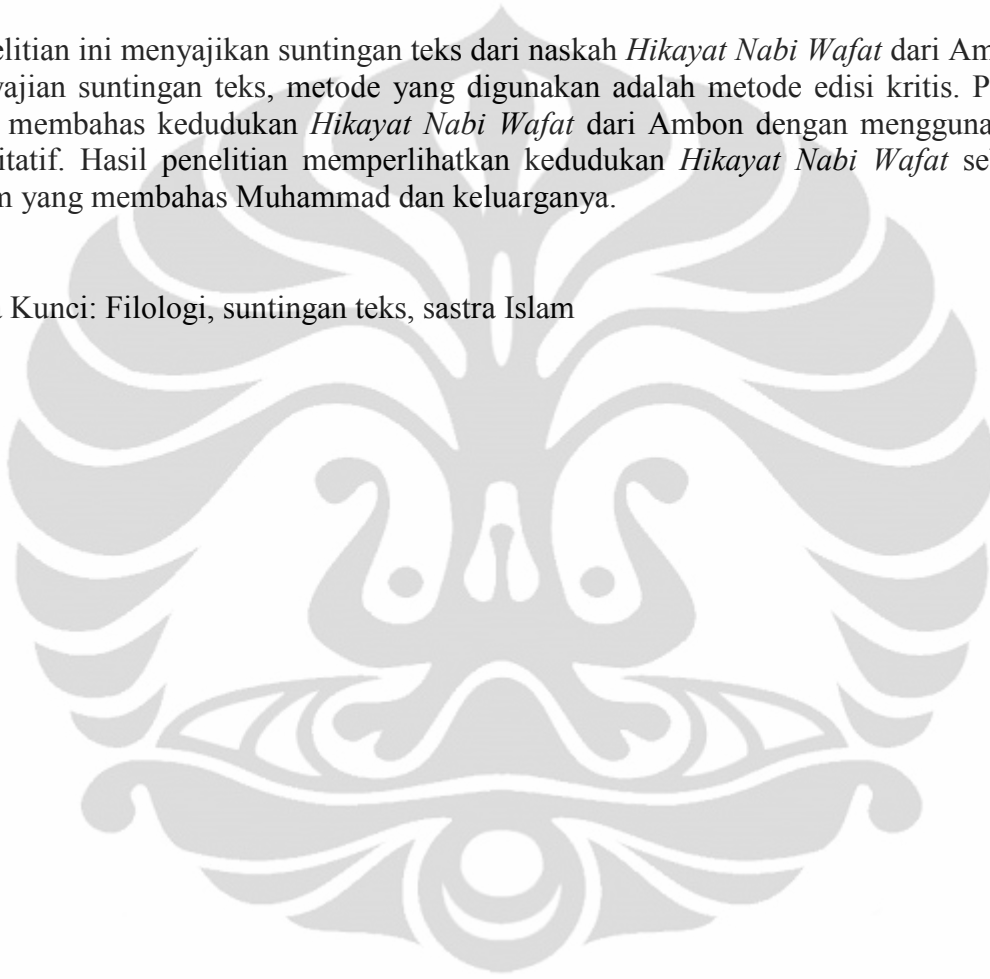 elitian ini menyajikan suntingan teks dari naskah Hikayat Nabi Wafat dari Am
ajian suntingan teks, metode yang digunakan adalah metode edisi kritis. P
membahas kedudukan Hikayat Nabi Wafat dari Ambon dengan mengguna
itatif. Hasil penelitian memperlihatkan kedudukan Hikayat Nabi Wafat se
m yang membahas Muhammad dan keluarganya.
Kunci: Filologi, suntingan teks, sastra Islam